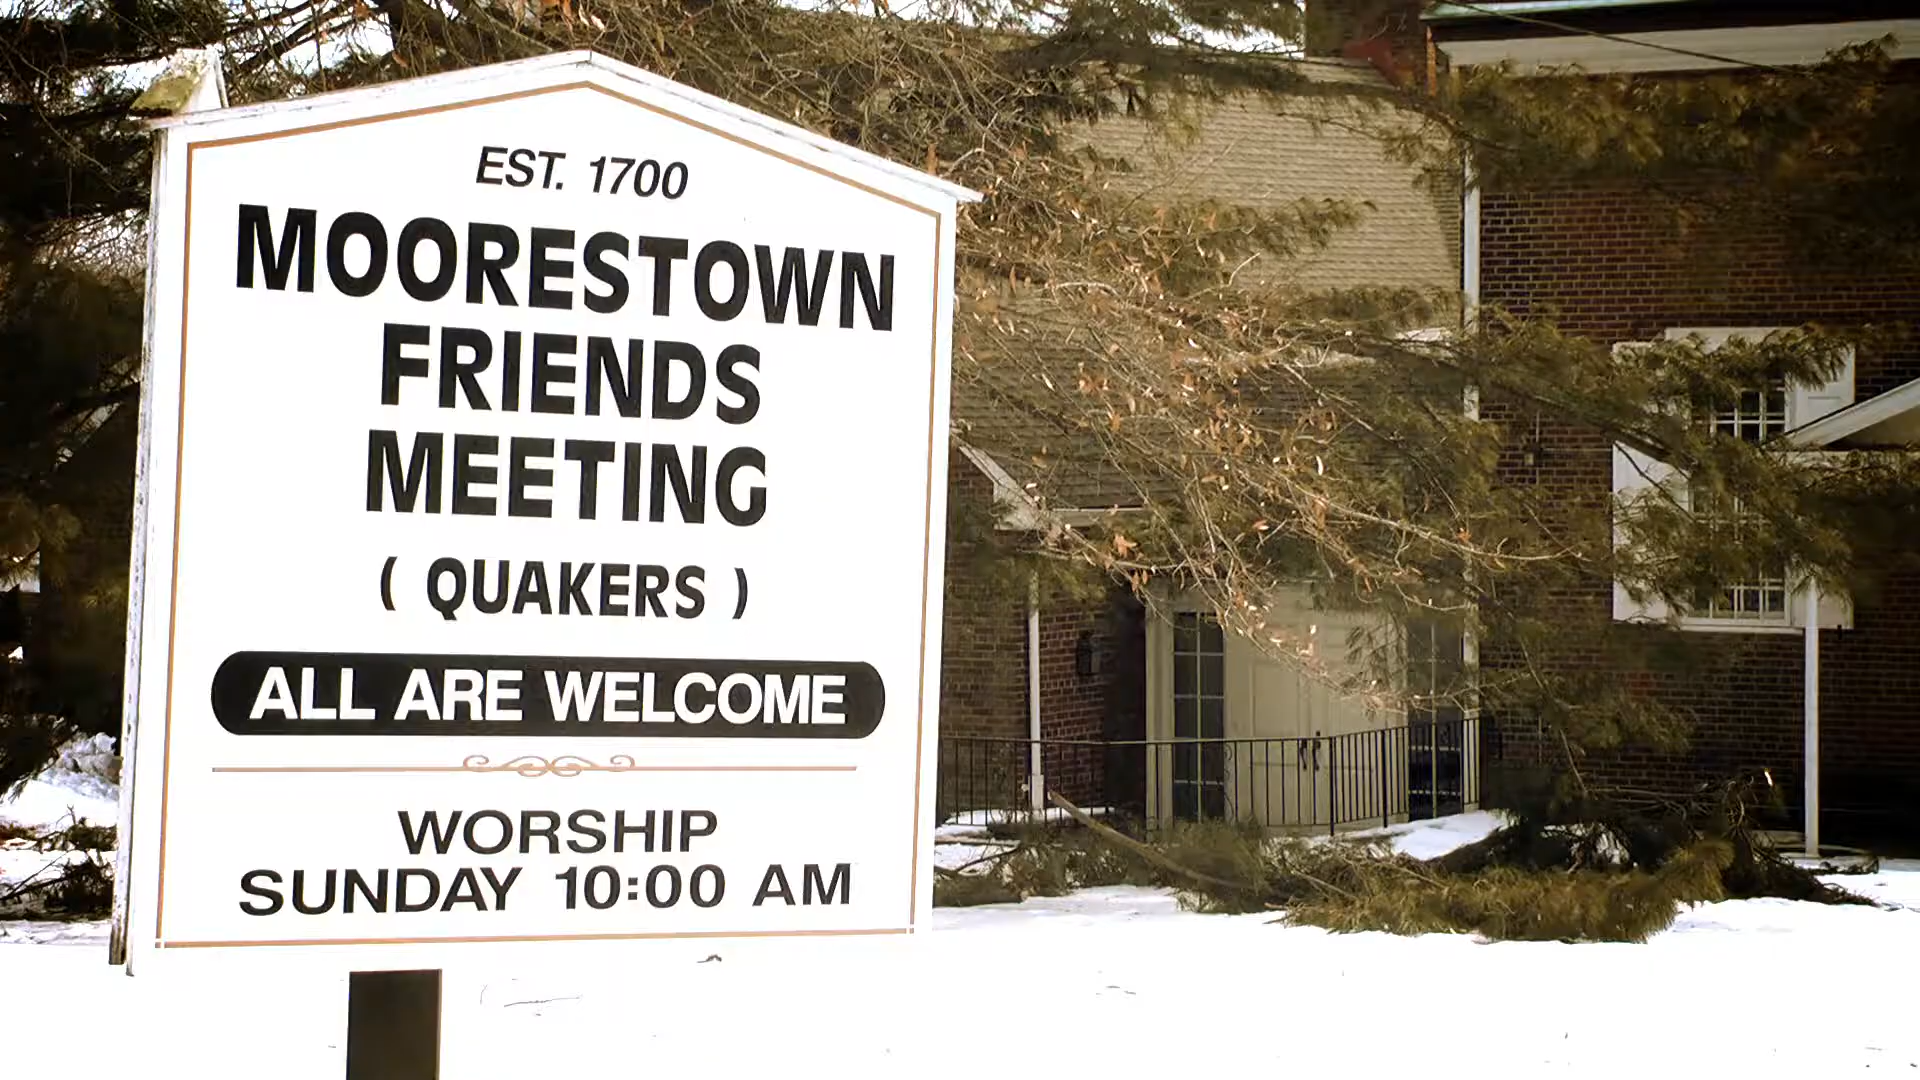 EST. 1700
MOORESTOWN
FRIENDS
MEETING
( QUAKERS )
ALL ARE WELCOME
WORSHIP
SUNDAY 10:00 AM